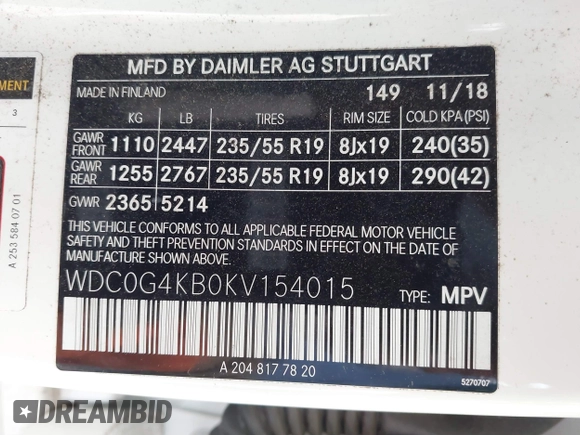 MFD BY DAIMLER AG STUTTGART
MADE IN FINLAND 149 11/18
KG LB TIRES RIM SIZE COLD KPA (PSI)
GAWR FRONT 1110 2447 235/55 R19 8Jx19 240(35)
GAWR REAR 1255 2767 235/55 R19 8Jx19 290(42)
GVWR 2365 5214
THIS VEHICLE CONFORMS TO ALL APPLICABLE FEDERAL MOTOR VEHICLE
SAFETY AND THEFT PREVENTION STANDARDS IN EFFECT ON THE DATE OF
MANUFACTURE SHOWN ABOVE.
WDC0G4KB0KV154015 TYPE: MPV
A 204 817 78 20
5270707
3
A 253 584 07 01
DREAMBID